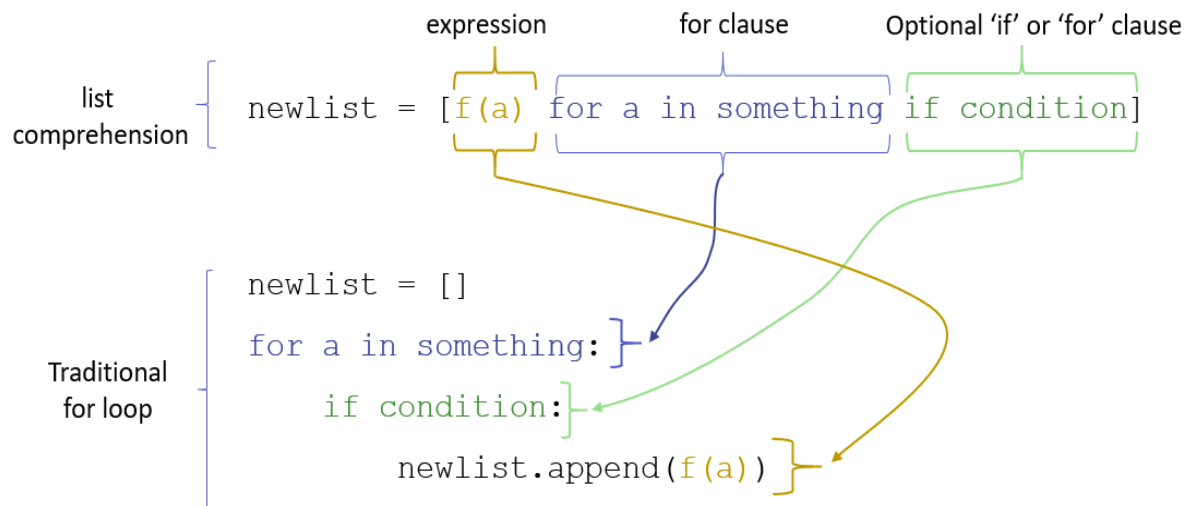 expression for clause Optional ‘if’ or ‘for’ clause
list
comprehension
newlist = [f(a) for a in something if condition]
newlist = []
for a in something:
Traditional
for loop
if condition:
newlist.append(f(a))